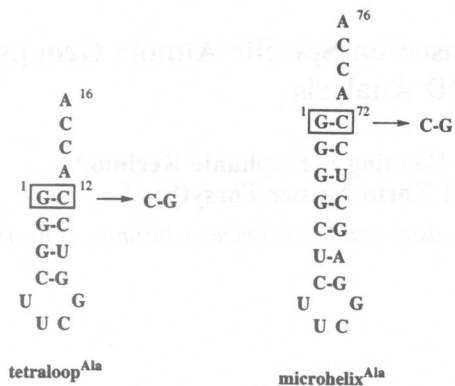 A 16
C
C
A
1 G-C 12 → C-G
G-C
G-U
C-G
U G
U C
tetraloop Ala
A 76
C
C
A
1 G-C 72 → C-G
G-C
G-U
G-C
C-G
U-A
C-G
U G
U C
microhelix Ala